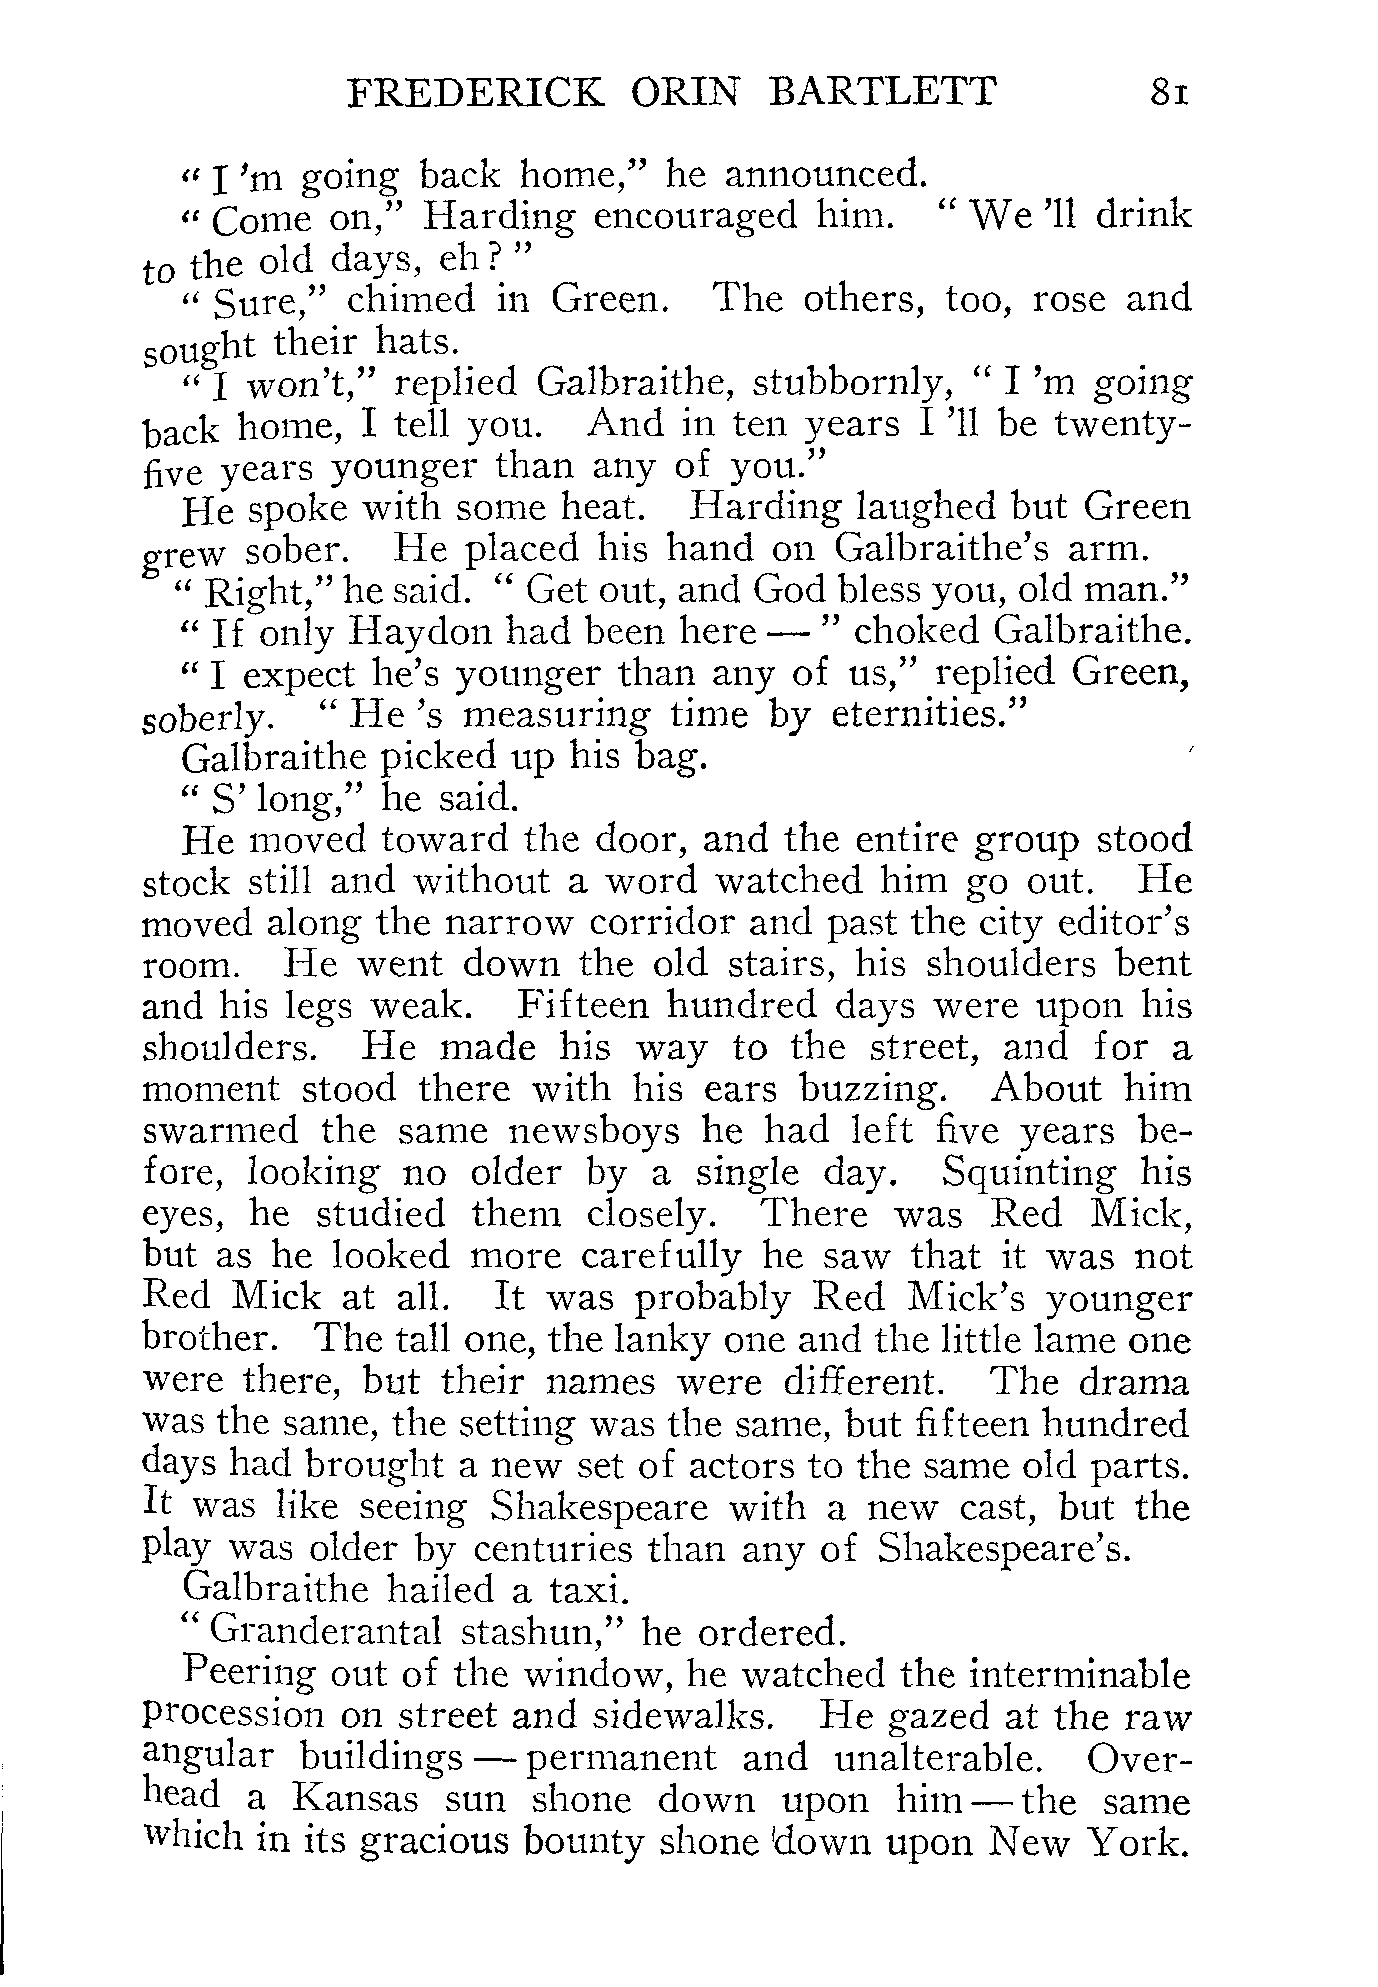 FREDERICK ORIN BARTLETT 81
“ I 'm going back home,” he announced.
“ Come on,” Harding encouraged him. “ We 'll drink
to the old days, eh? ”
“ Sure,” chimed in Green. The others, too, rose and
sought their hats.
“ I won't,” replied Galbraithe, stubbornly, “ I 'm going
back home, I tell you. And in ten years I 'll be twenty-
five years younger than any of you.”
He spoke with some heat. Harding laughed but Green
grew sober. He placed his hand on Galbraithe's arm.
“ Right,” he said. “ Get out, and God bless you, old man.”
“ If only Haydon had been here — ” choked Galbraithe.
“ I expect he's younger than any of us,” replied Green,
soberly. “ He 's measuring time by eternities.”
Galbraithe picked up his bag.
“ S' long,” he said.
He moved toward the door, and the entire group stood
stock still and without a word watched him go out. He
moved along the narrow corridor and past the city editor's
room. He went down the old stairs, his shoulders bent
and his legs weak. Fifteen hundred days were upon his
shoulders. He made his way to the street, and for a
moment stood there with his ears buzzing. About him
swarmed the same newsboys he had left five years be-
fore, looking no older by a single day. Squinting his
eyes, he studied them closely. There was Red Mick,
but as he looked more carefully he saw that it was not
Red Mick at all. It was probably Red Mick's younger
brother. The tall one, the lanky one and the little lame one
were there, but their names were different. The drama
was the same, the setting was the same, but fifteen hundred
days had brought a new set of actors to the same old parts.
It was like seeing Shakespeare with a new cast, but the
play was older by centuries than any of Shakespeare's.
Galbraithe hailed a taxi.
“ Granderantal stashun,” he ordered.
Peering out of the window, he watched the interminable
procession on street and sidewalks. He gazed at the raw
angular buildings — permanent and unalterable. Over-
head a Kansas sun shone down upon him — the same
which in its gracious bounty shone down upon New York.